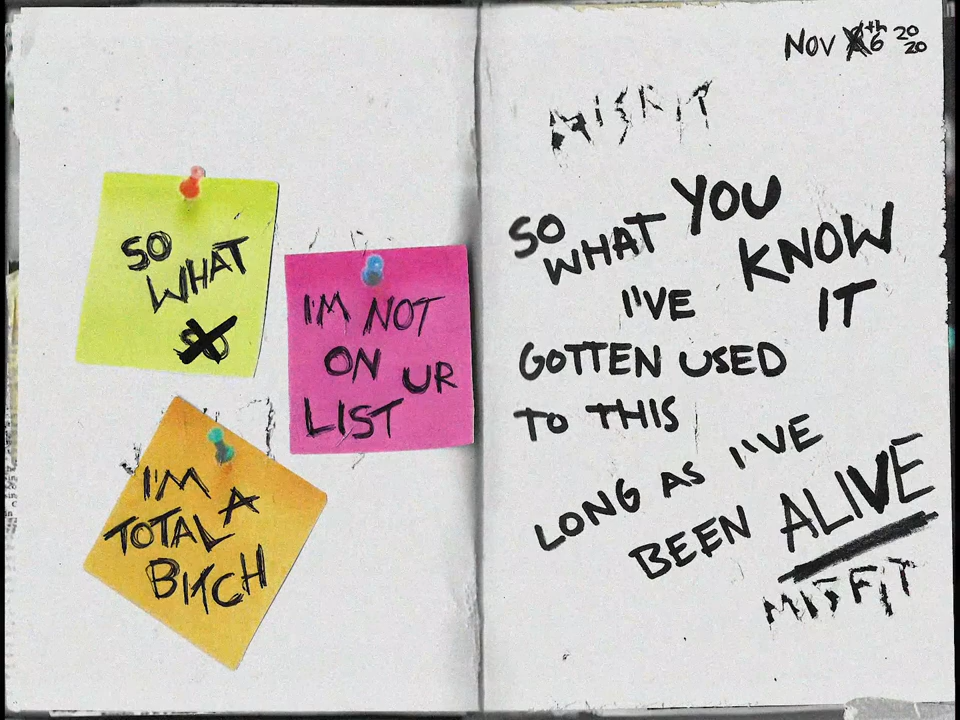 SO
WHAT
I'M NOT
ON UR
LIST
I'M
TOTAL A
BITCH
NOV 6th 2020
MISFIT
SO WHAT YOU
KNOW
IT
I'VE
GOTTEN USED
TO THIS
LONG AS I'VE
BEEN ALIVE
MISFIT